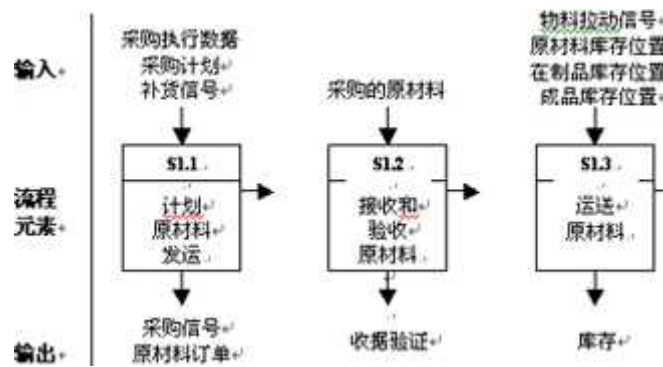 输入
采购执行数据
采购计划
补货信号
采购的原材料
物料拉动信号
原材料库存位置
在制品库存位置
成品库存位置
流程
元素
S1.1
计划
原材料
发运
S1.2
接收和
验收
原材料
S1.3
运送
原材料
输出
采购信号
原材料订单
收据验证
库存